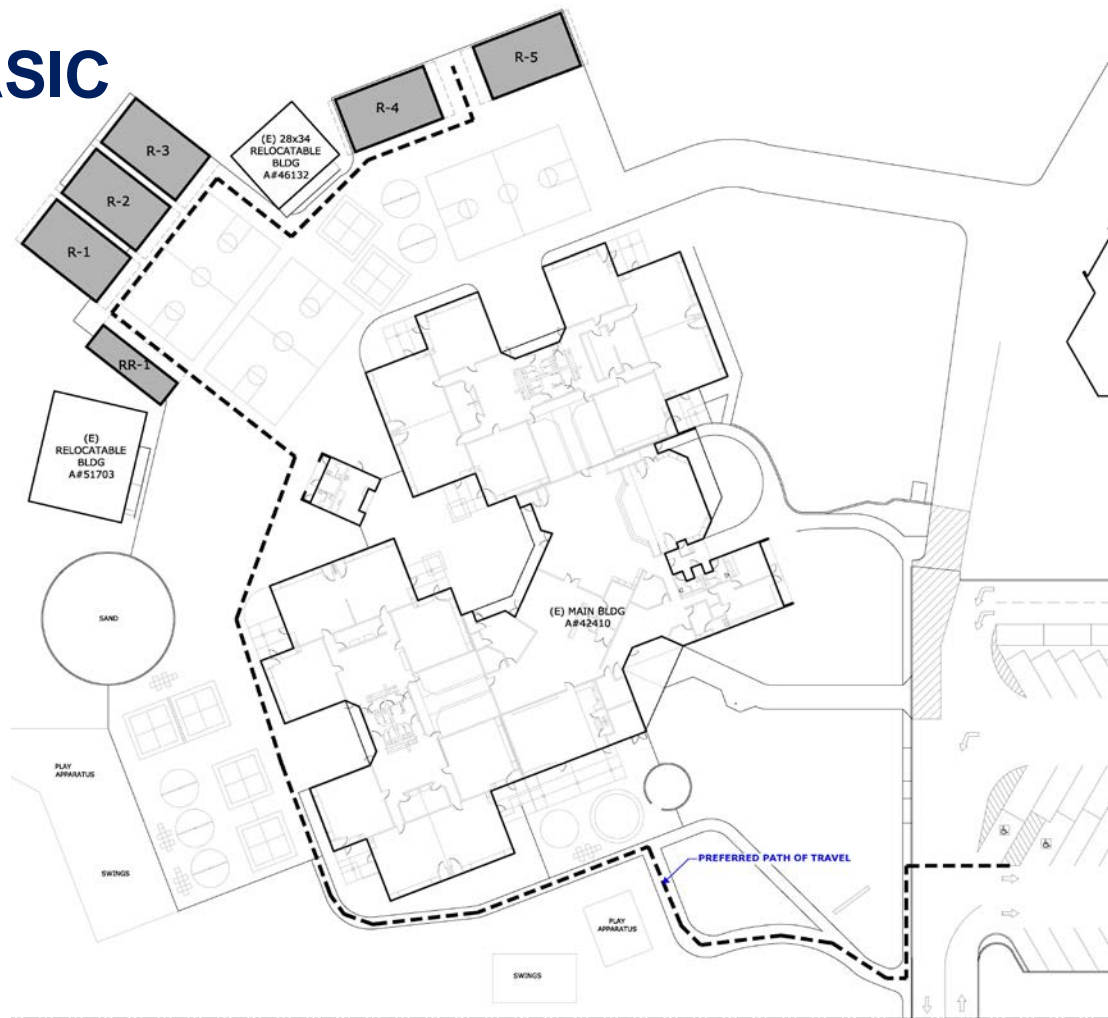 ASIC
R-5
R-4
R-3
(E) 28x34
RELOCATABLE
BLDG
A#46132
R-2
R-1
RR-1
(E)
RELOCATABLE
BLDG
A#51703
SAND
(E) MAIN BLDG
A#42410
PLAY
APPARATUS
SWINGS
PREFERRED PATH OF TRAVEL
PLAY
APPARATUS
SWINGS